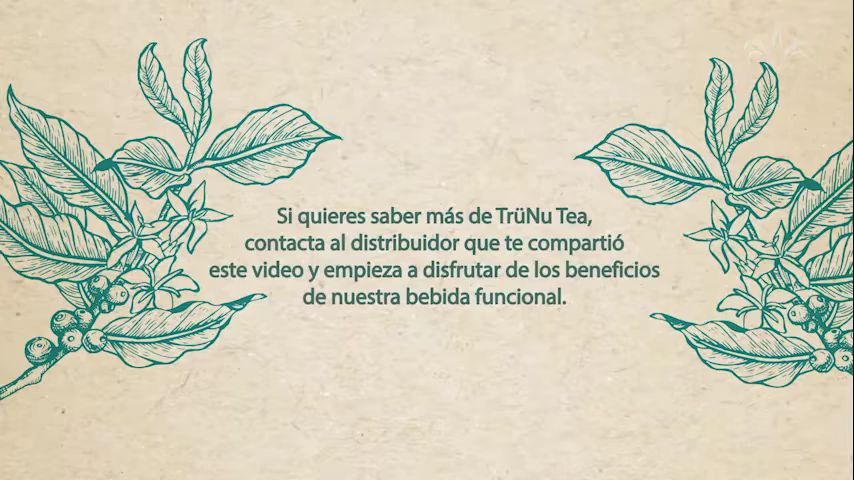 Si quieres saber más de TrüNu Tea,
contacta al distribuidor que te compartió
este video y empieza a disfrutar de los beneficios
de nuestra bebida funcional.